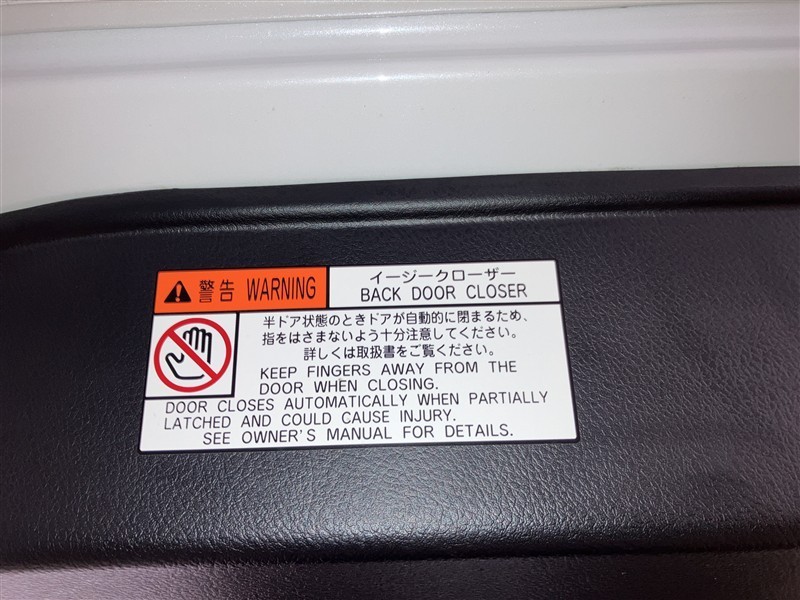 警告 WARNING
イージークローザー
BACK DOOR CLOSER
半ドア状態のときドアが自動的に閉まるため、
指をはさまないよう十分注意してください。
詳しくは取扱書をご覧ください。
KEEP FINGERS AWAY FROM THE
DOOR WHEN CLOSING.
DOOR CLOSES AUTOMATICALLY WHEN PARTIALLY
LATCHED AND COULD CAUSE INJURY.
SEE OWNER'S MANUAL FOR DETAILS.